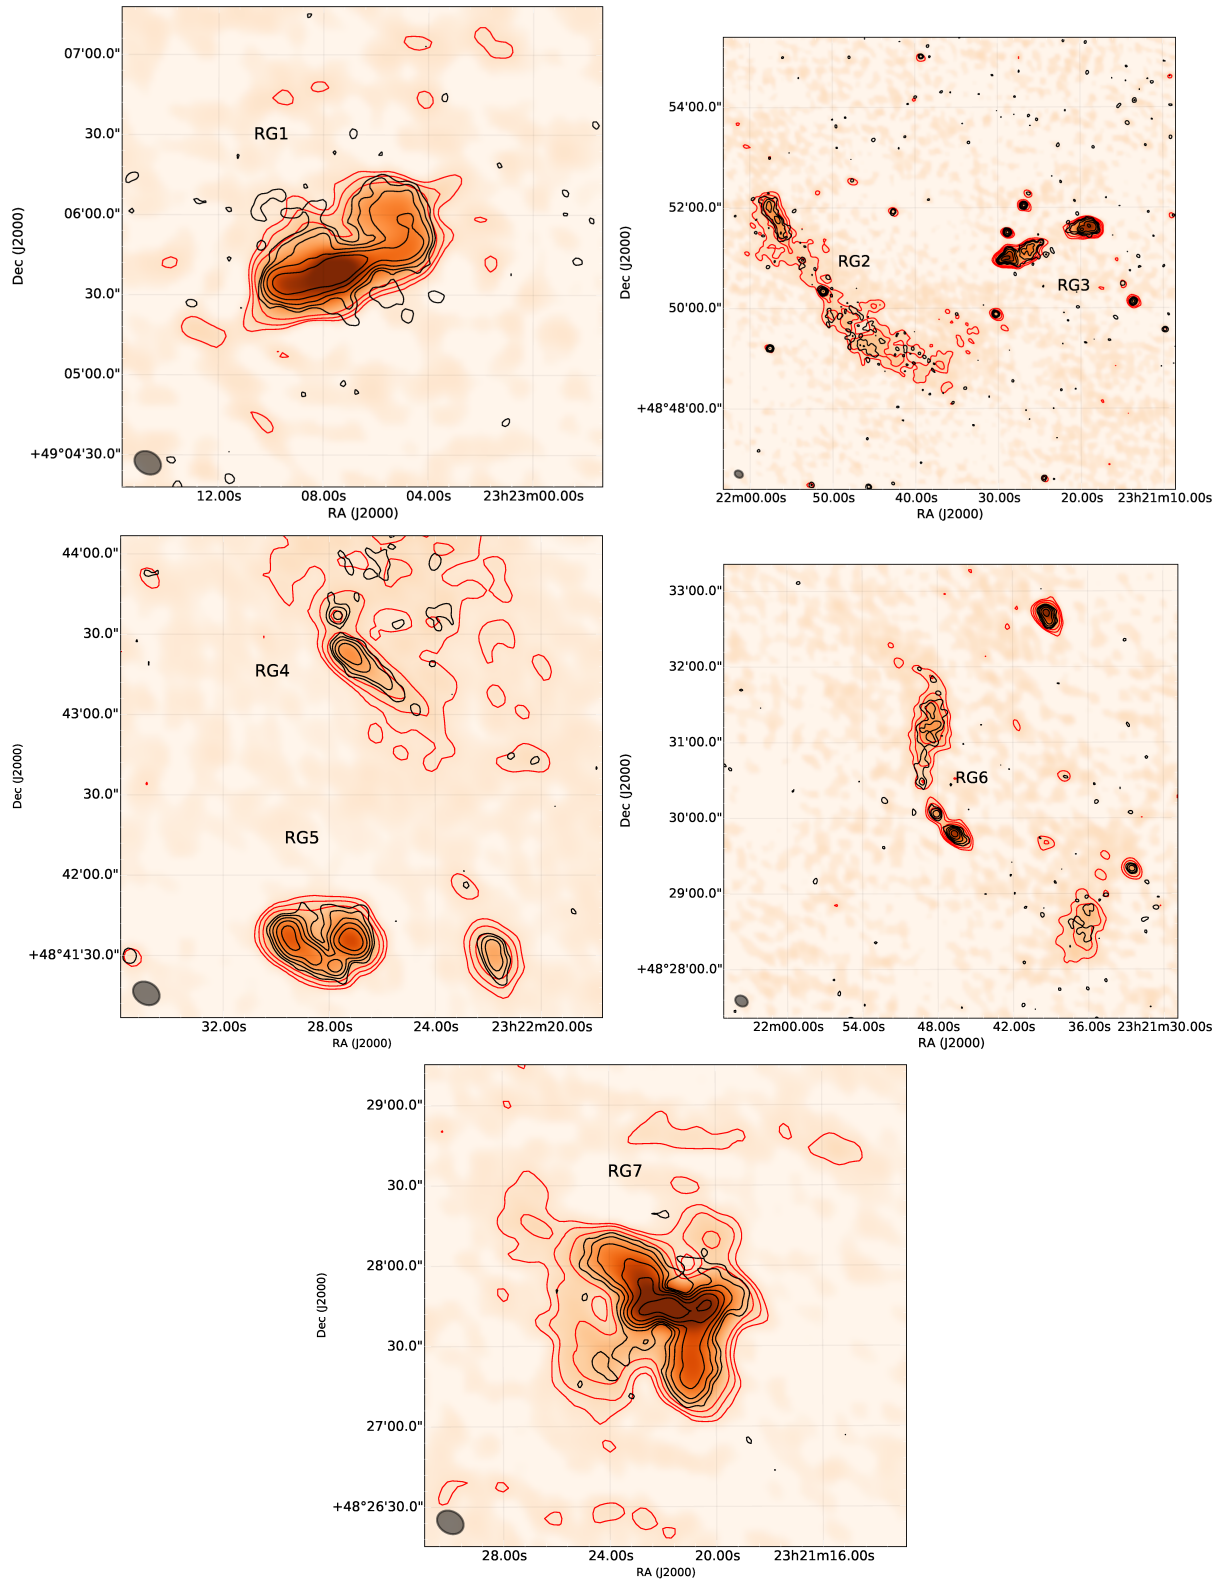 07'00.0"
RG1
30.0"
06'00.0"
Dec (J2000)
30.0"
05'00.0"
+49°04'30.0"
12.00s 08.00s 04.00s 23h23m00.00s
RA (J2000)
54'00.0"
52'00.0"
RG2
RG3
Dec (J2000)
50'00.0"
+48°48'00.0"
22m00.00s 50.00s 40.00s 30.00s 20.00s 23h21m10.00s
RA (J2000)
44'00.0"
30.0"
RG4
43'00.0"
Dec (J2000)
30.0"
RG5
42'00.0"
+48°41'30.0"
32.00s 28.00s 24.00s 23h22m20.00s
RA (J2000)
33'00.0"
32'00.0"
31'00.0"
RG6
Dec (J2000)
30'00.0"
29'00.0"
+48°28'00.0"
22m00.00s 54.00s 48.00s 42.00s 36.00s 23h21m30.00s
RA (J2000)
29'00.0"
RG7
30.0"
28'00.0"
Dec (J2000)
30.0"
27'00.0"
+48°26'30.0"
28.00s 24.00s 20.00s 23h21m16.00s
RA (J2000)